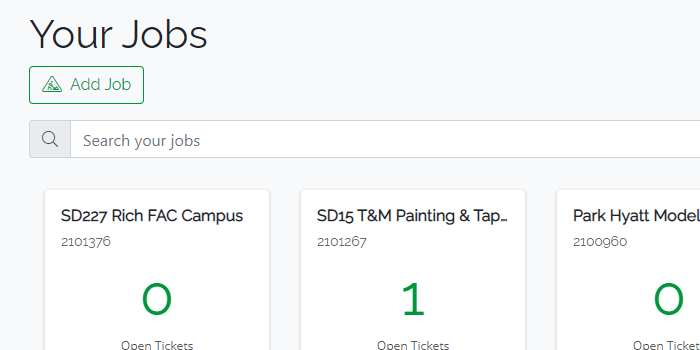 Your Jobs
Add Job
Search your jobs
SD227 Rich FAC Campus
2101376
0
Open Tickets
SD15 T&M Painting & Tap...
2101267
1
Open Tickets
Park Hyatt Model
2100960
0
Open Tickets